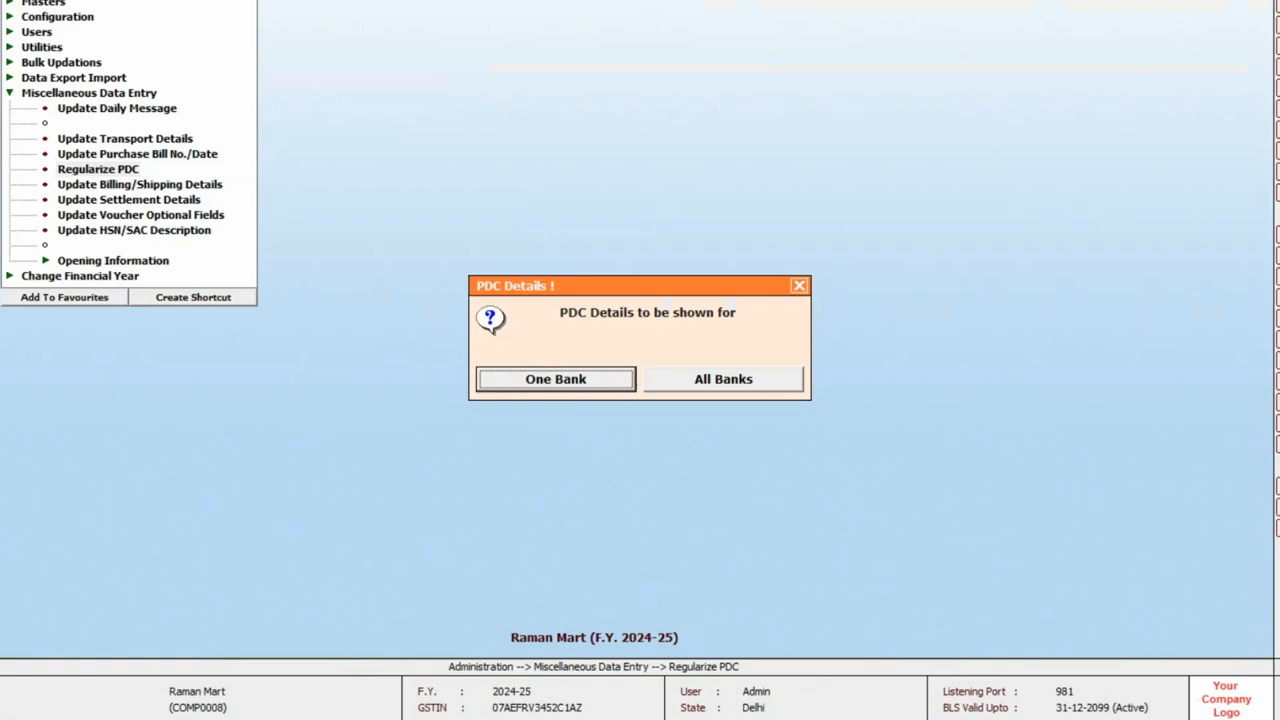 Masters
Configuration
Users
Utilities
Bulk Updations
Data Export Import
Miscellaneous Data Entry
Update Daily Message
Update Transport Details
Update Purchase Bill No./Date
Regularize PDC
Update Billing/Shipping Details
Update Settlement Details
Update Voucher Optional Fields
Update HSN/SAC Description
Opening Information
Change Financial Year
Add To Favourites Create Shortcut
PDC Details !
PDC Details to be shown for
One Bank All Banks
Raman Mart (F.Y. 2024-25)
Administration --> Miscellaneous Data Entry --> Regularize PDC
Raman Mart
(COMP0008)
F.Y. : 2024-25
GSTIN : 07AEFRV3452C1AZ
User : Admin
State : Delhi
Listening Port : 981
BLS Valid Upto : 31-12-2099 (Active)
Your
Company
Logo